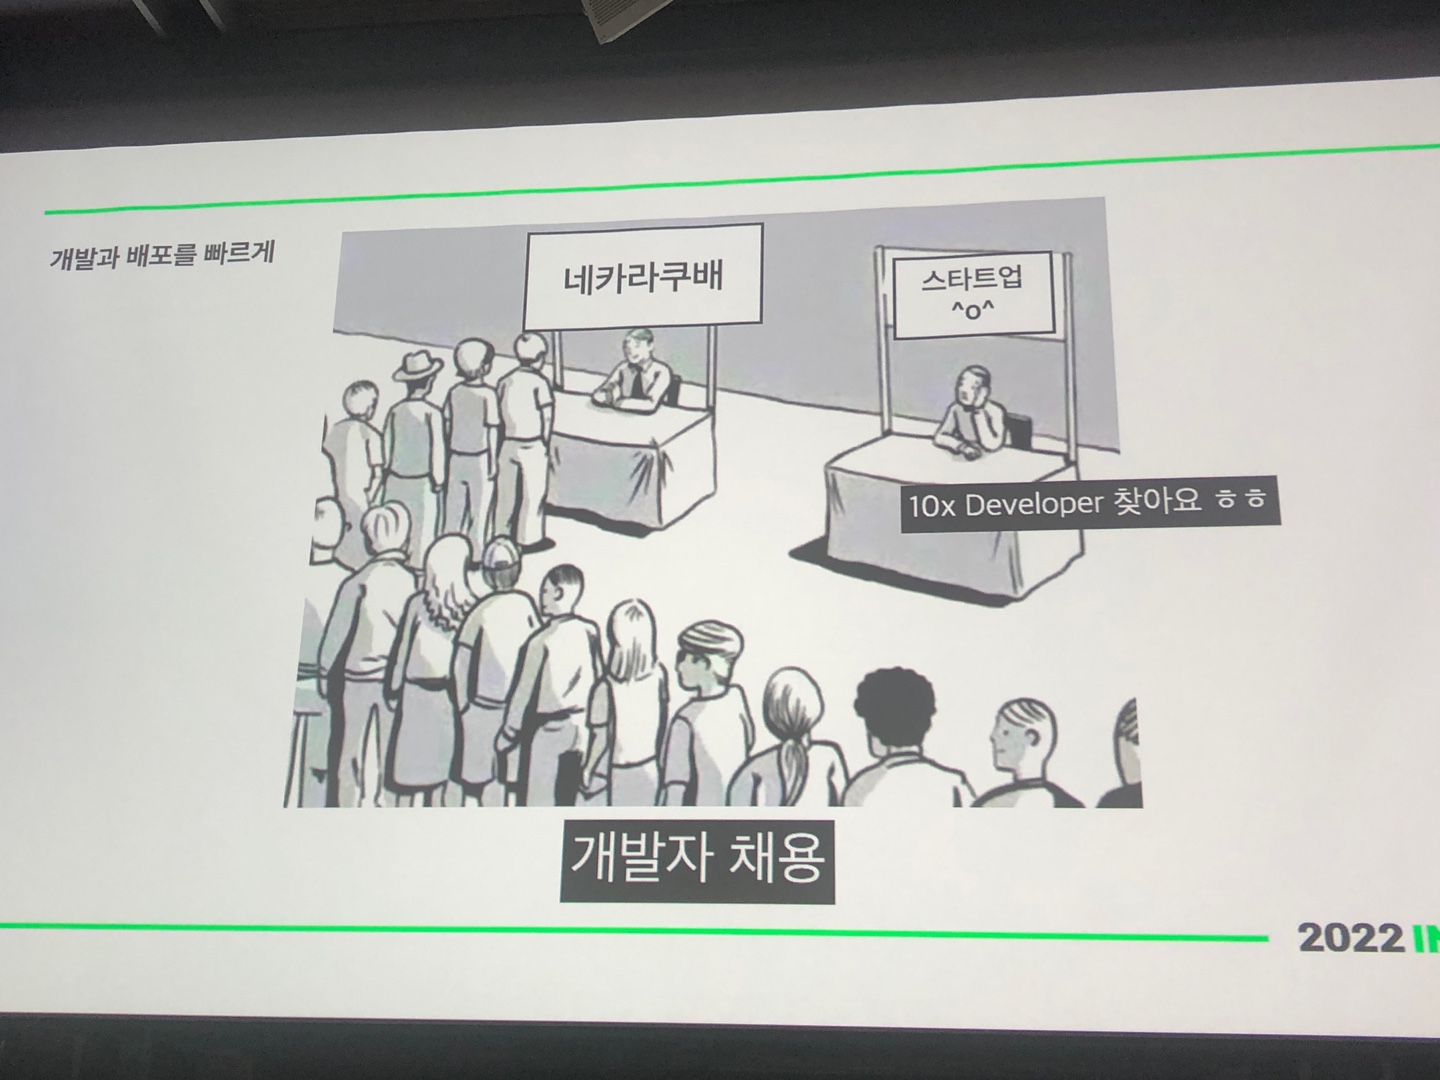 개발과 배포를 빠르게
네카라쿠배
스타트업
^o^
10x Developer 찾아요 ㅎㅎ
개발자 채용
2022